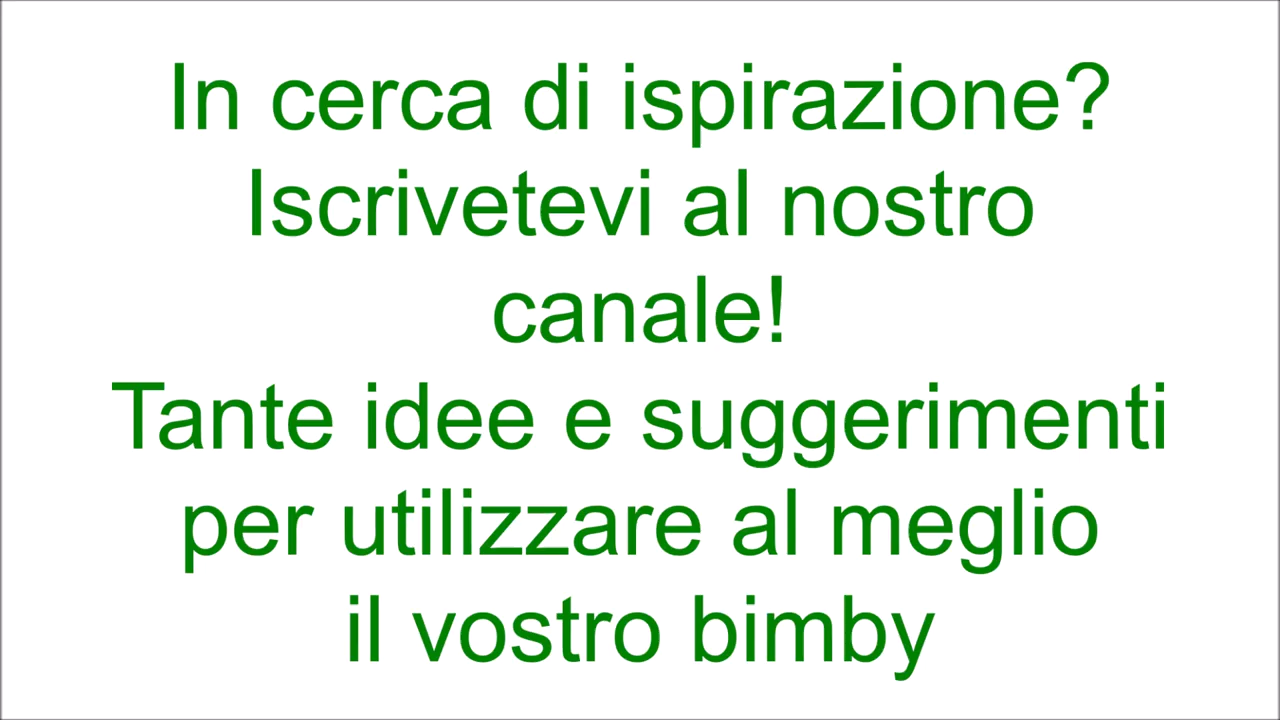 In cerca di ispirazione?
Iscrivetevi al nostro
canale!
Tante idee e suggerimenti
per utilizzare al meglio
il vostro bimby